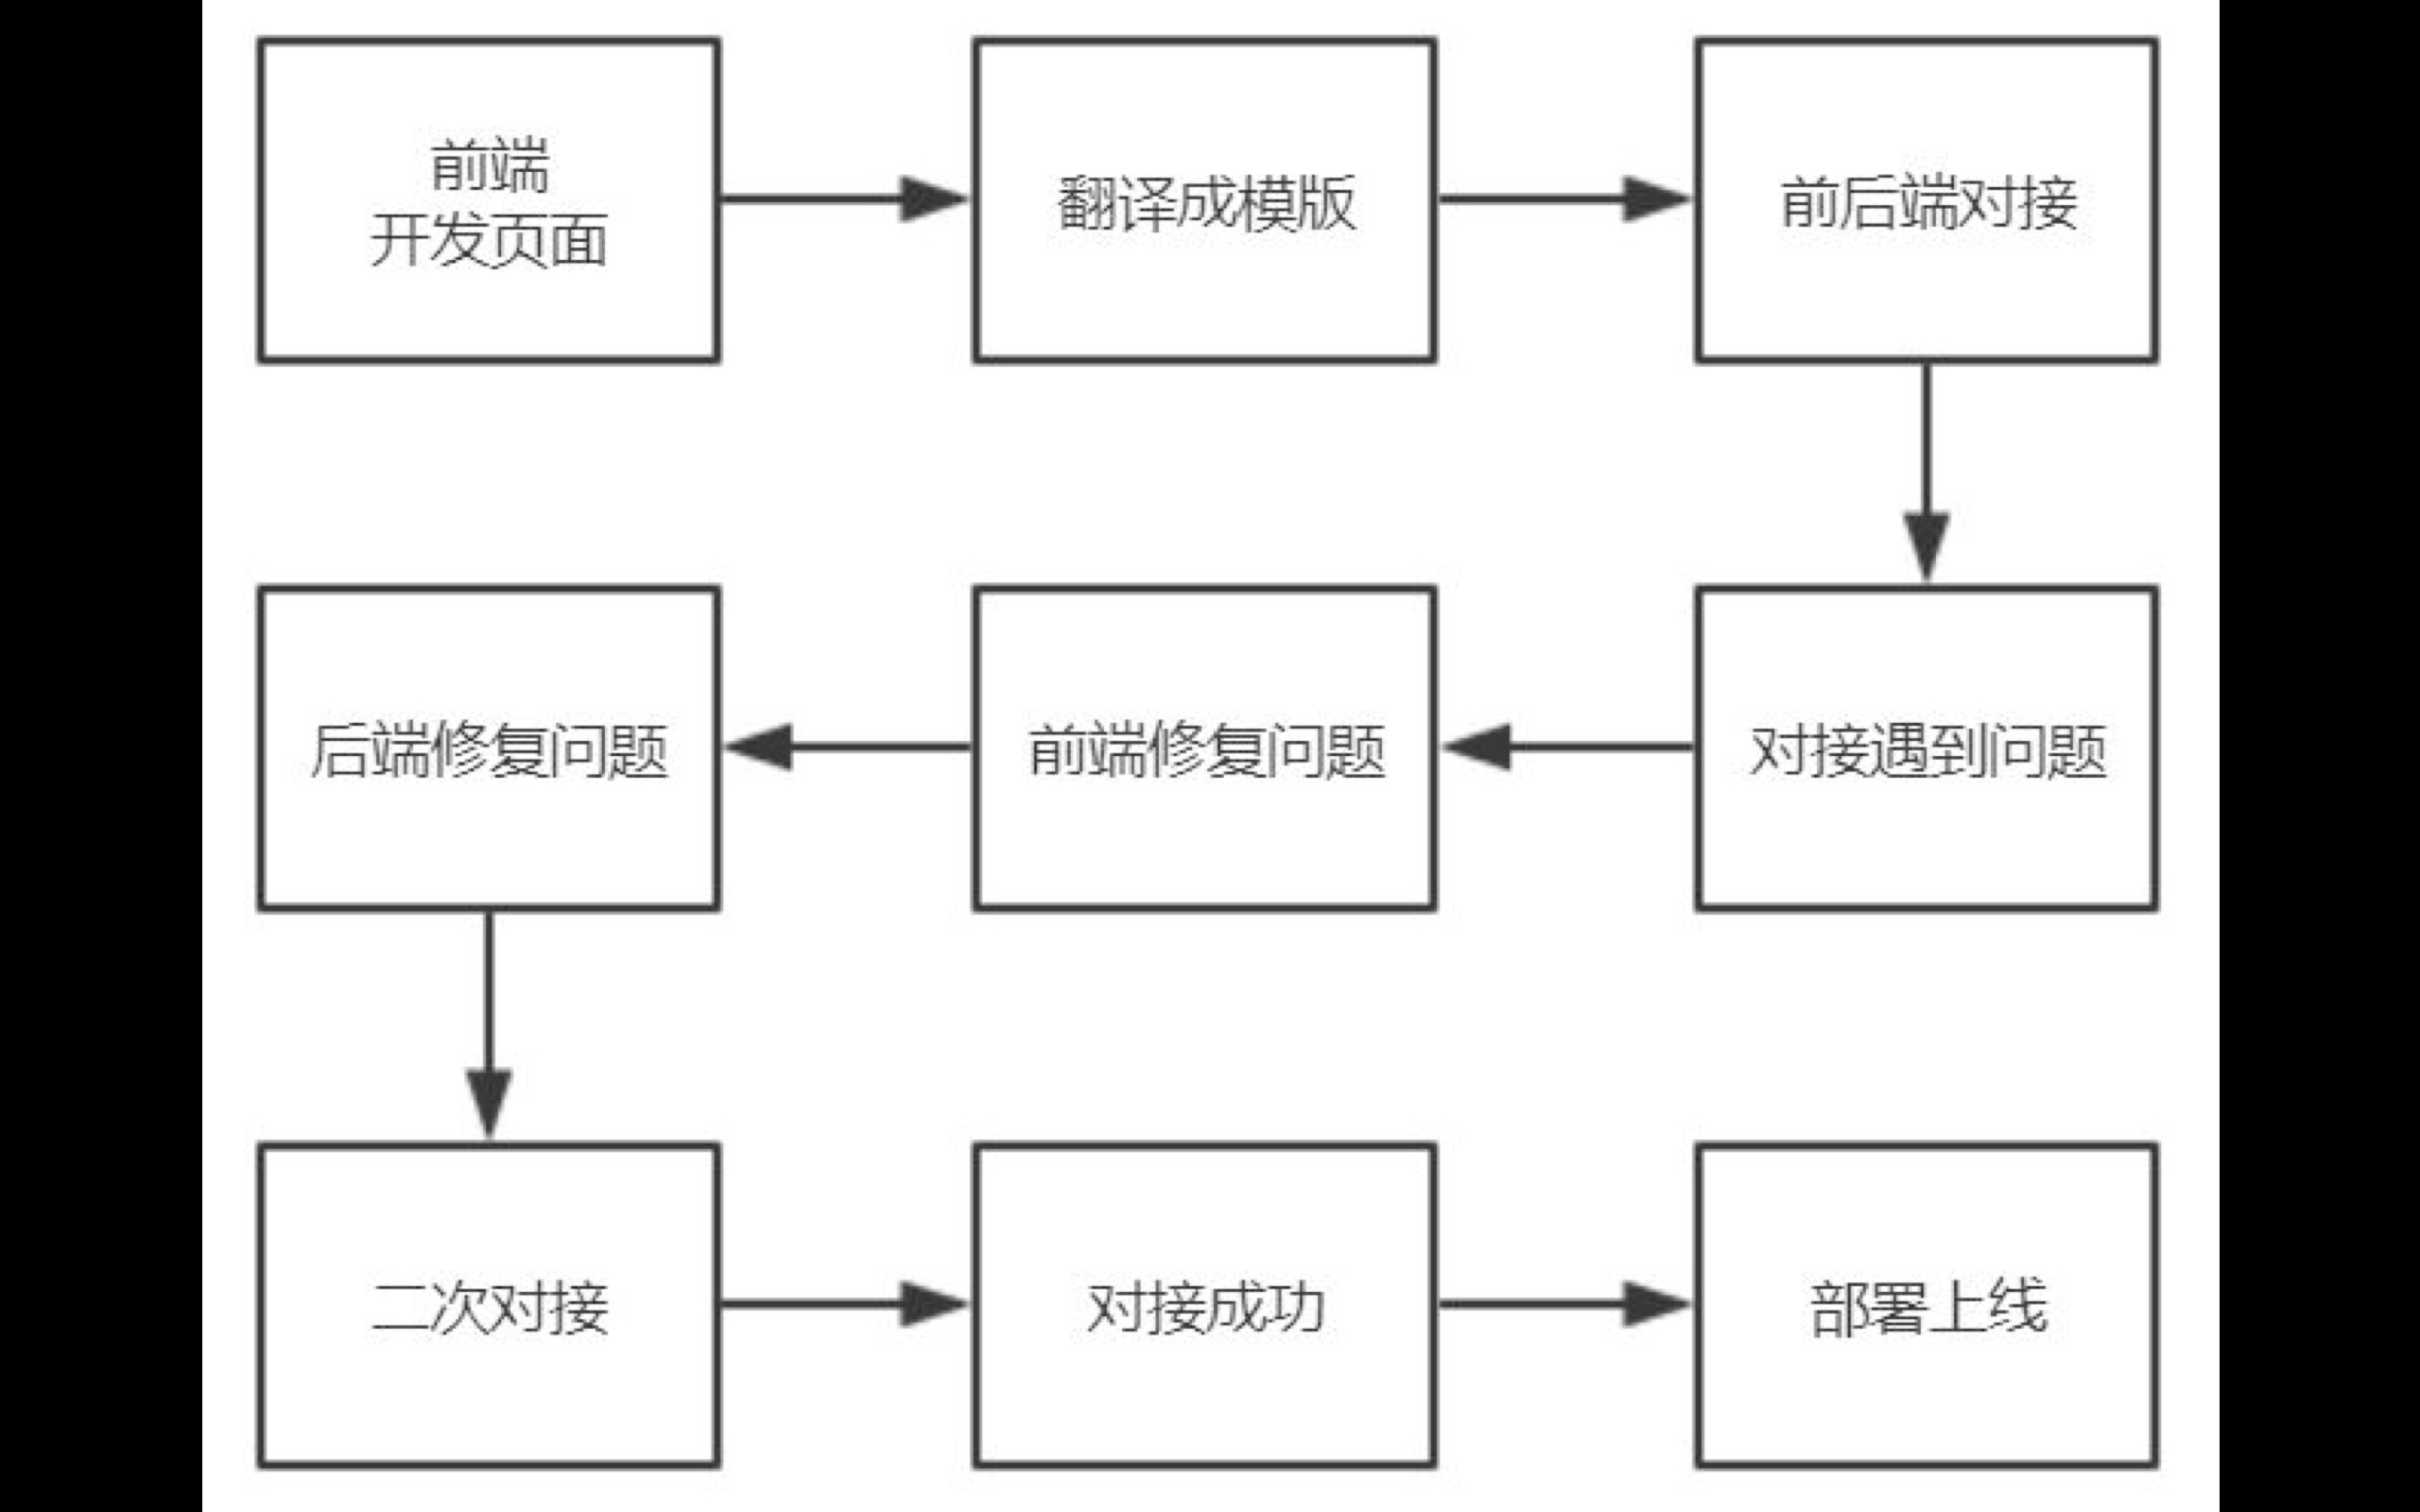 前端
开发页面
翻译成模版
前后端对接
对接遇到问题
前端修复问题
后端修复问题
二次对接
对接成功
部署上线